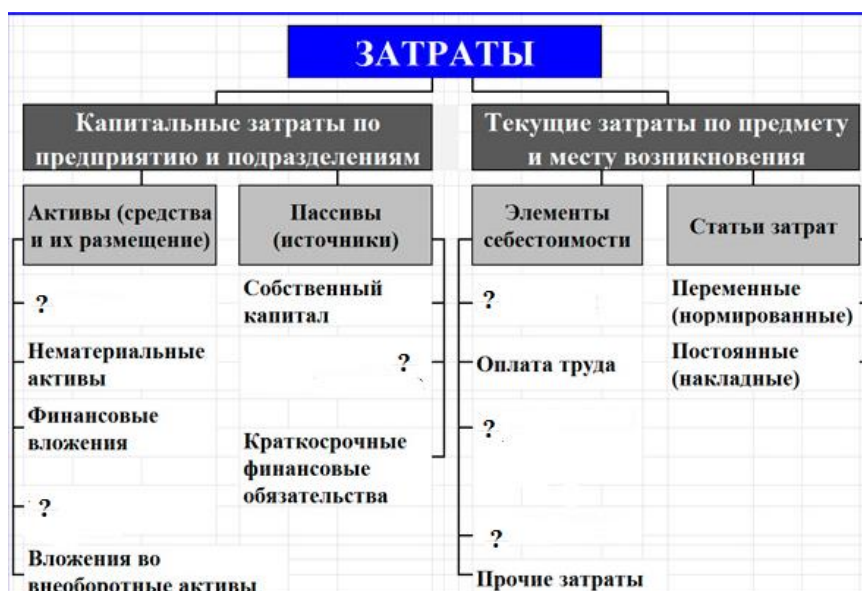 ЗАТРАТЫ
Капитальные затраты по
предприятию и подразделениям
Текущие затраты по предмету
и месту возникновения
Активы (средства
и их размещение)
Пассивы
(источники)
Элементы
себестоимости
Статьи затрат
?
Нематериальные
активы
Финансовые
вложения
?
Вложения во
внеоборотные активы
Собственный
капитал
?
Краткосрочные
финансовые
обязательства
?
Оплата труда
?
?
Прочие затраты
Переменные
(нормированные)
Постоянные
(накладные)